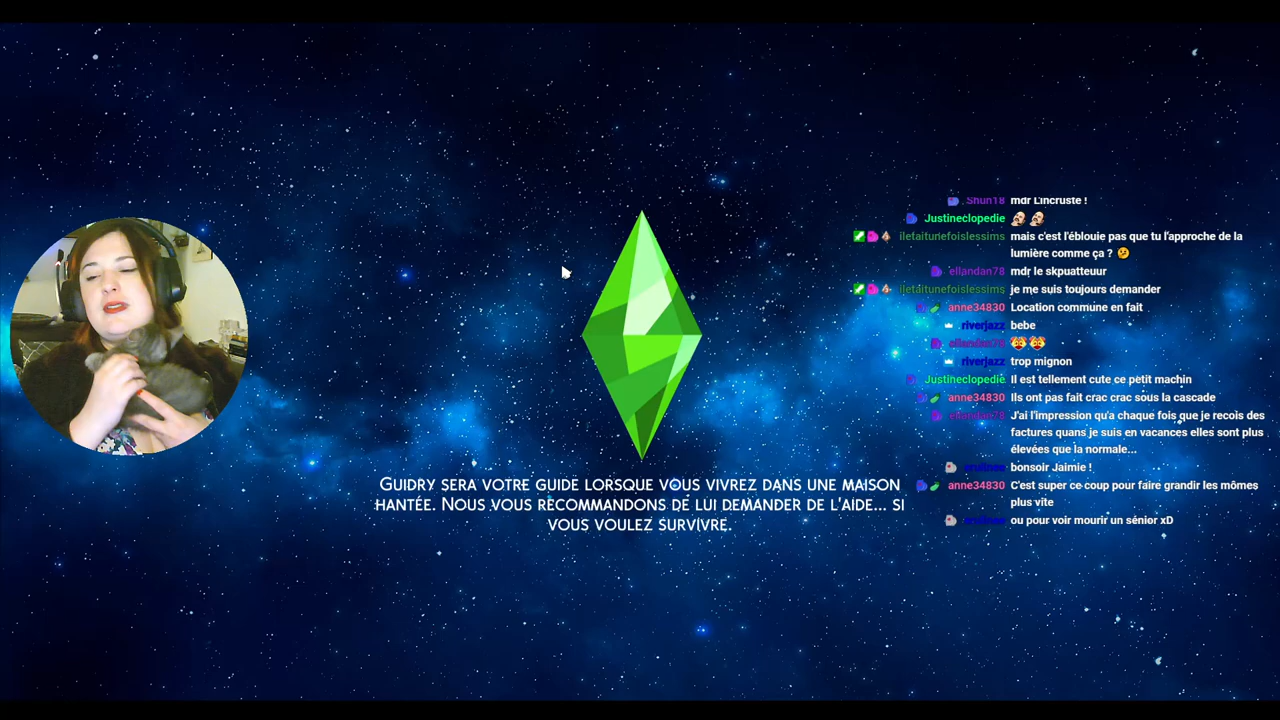 Shun18 mdr L'incruste !
Justineclopedie
iletaitunefoislessims mais c'est l'éblouie pas que tu l'approche de la
lumière comme ça ?
ellandan78 mdr le skpuatteuur
iletaitunefoislessims je me suis toujours demander
anne34830 Location commune en fait
riverjazz bebe
ellandan78
riverjazz trop mignon
Justineclopedie Il est tellement cute ce petit machin
anne34830 Ils ont pas fait crac crac sous la cascade
ellandan78 J'ai l'impression qu'a chaque fois que je recois des
factures quans je suis en vacances elles sont plus
élevées que la normale...
bonsoir Jaimie !
anne34830 C'est super ce coup pour faire grandir les mômes
plus vite
ou pour voir mourir un sénior xD
Guidry sera votre guide lorsque vous vivrez dans une maison
hantée. Nous vous recommandons de lui demander de l'aide... si
vous voulez survivre.